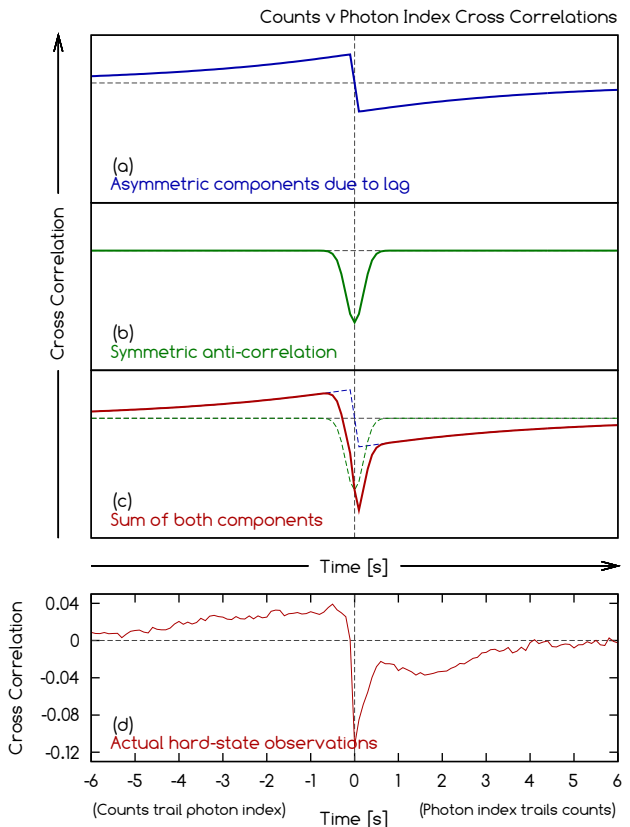 Counts v Photon Index Cross Correlations
(a)
Asymmetric components due to lag
Cross Correlation
(b)
Symmetric anti-correlation
(c)
Sum of both components
Time [s]
0.04
0
-0.04
-0.08
-0.12
Cross Correlation
(d)
Actual hard-state observations
-6 -5 -4 -3 -2 -1 0 1 2 3 4 5 6
(Counts trail photon index) Time [s] (Photon index trails counts)